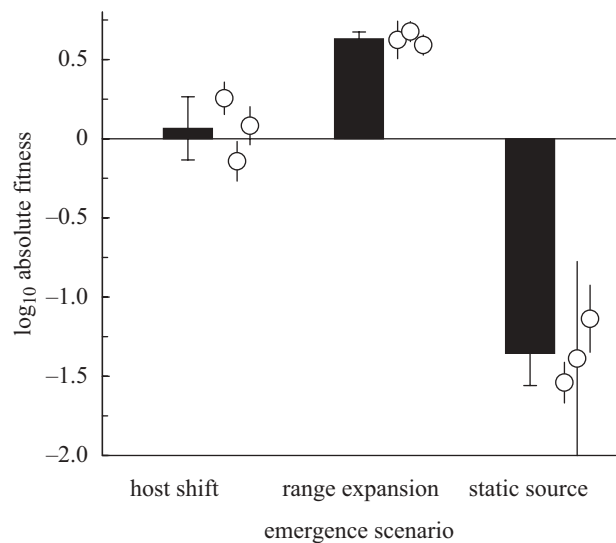 0.5
0
–0.5
–1.0
–1.5
–2.0
log10 absolute fitness
host shift range expansion static source
emergence scenario